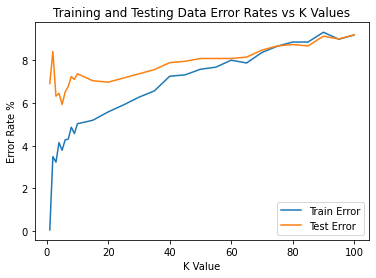 Training and Testing Data Error Rates vs K Values
Error Rate %
8
6
4
2
0
0
20
40
60
80
100
K Value
Train Error
Test Error